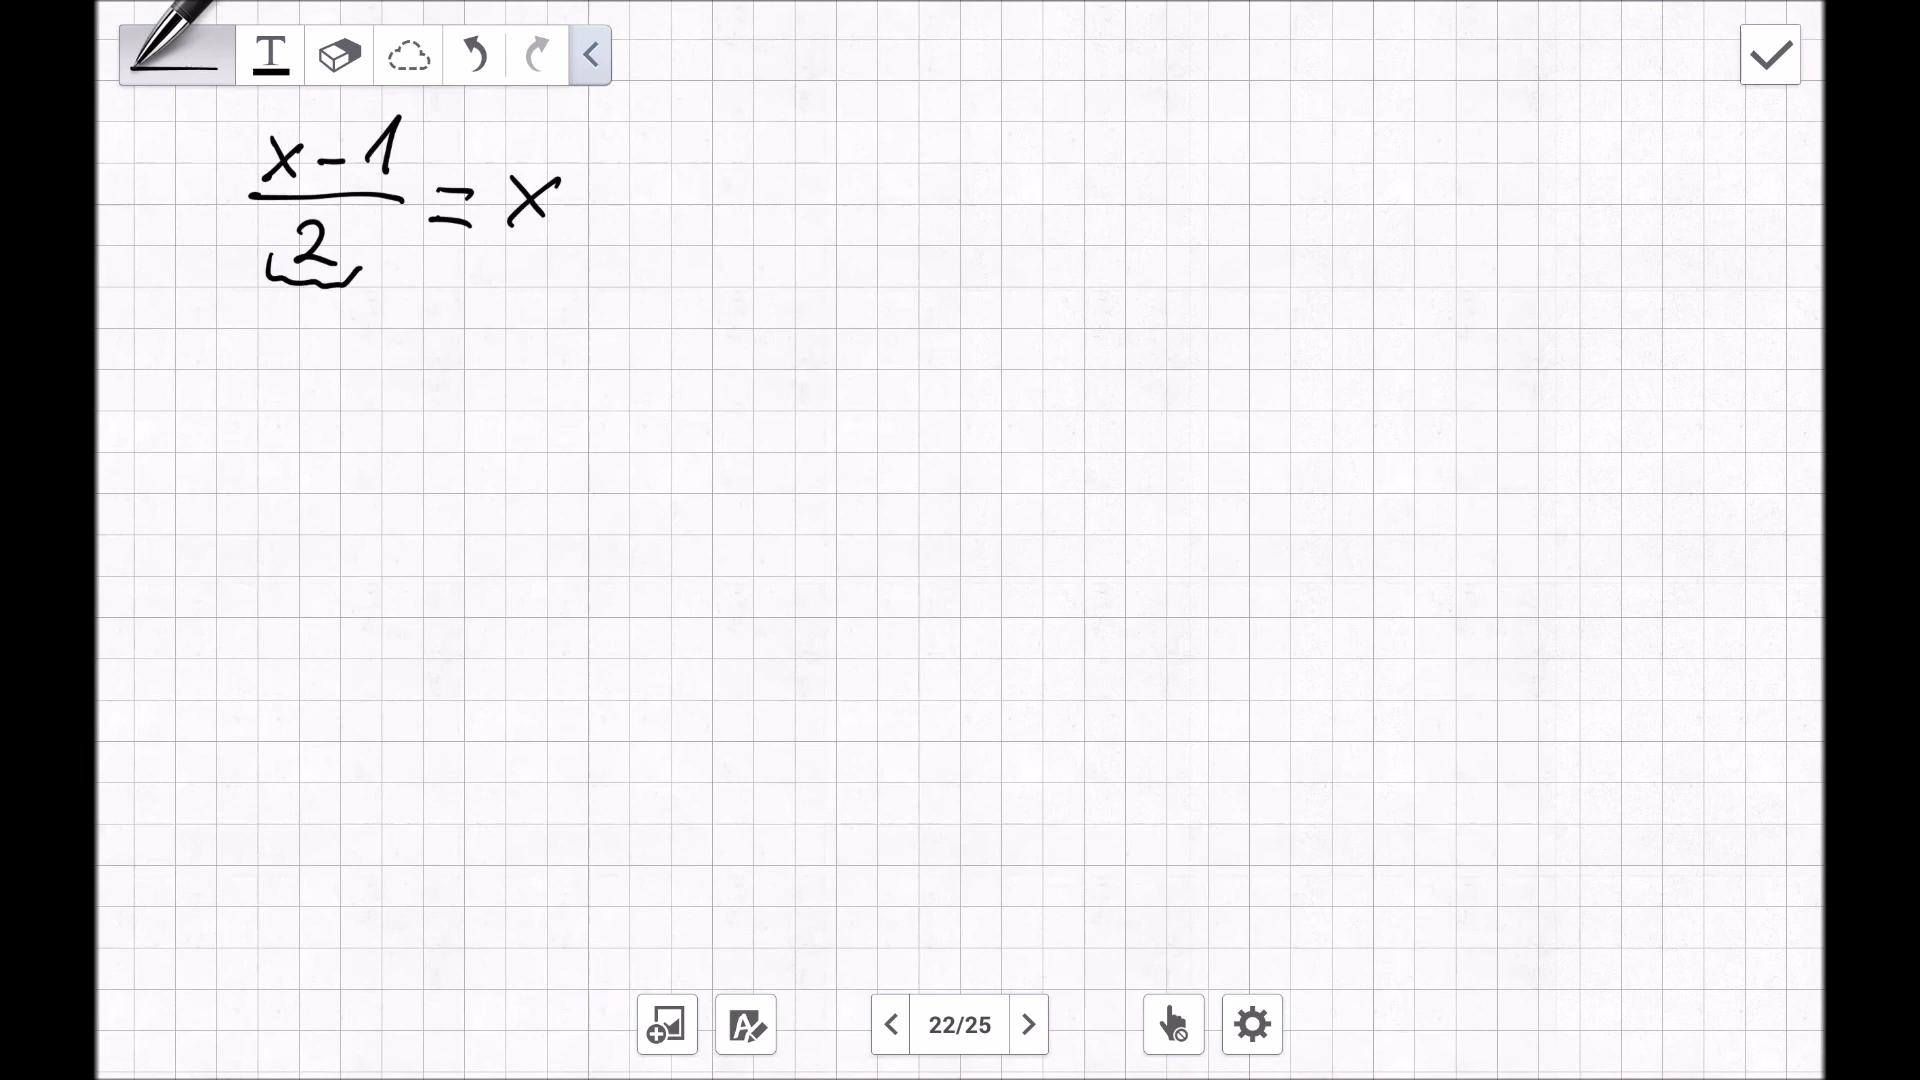 T
(x-1)/2 = x
22/25